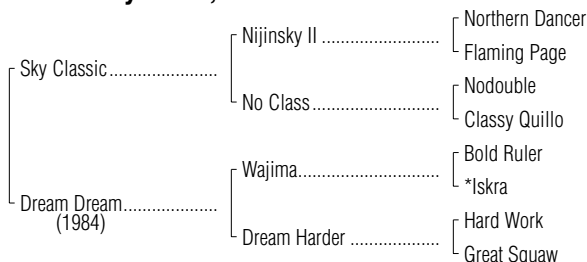 Northern Dancer
Nijinsky II
Flaming Page
Sky Classic
Nodouble
No Class
Classy Quillo
Bold Ruler
Wajima
*Iskra
Dream Dream
(1984)
Hard Work
Dream Harder
Great Squaw